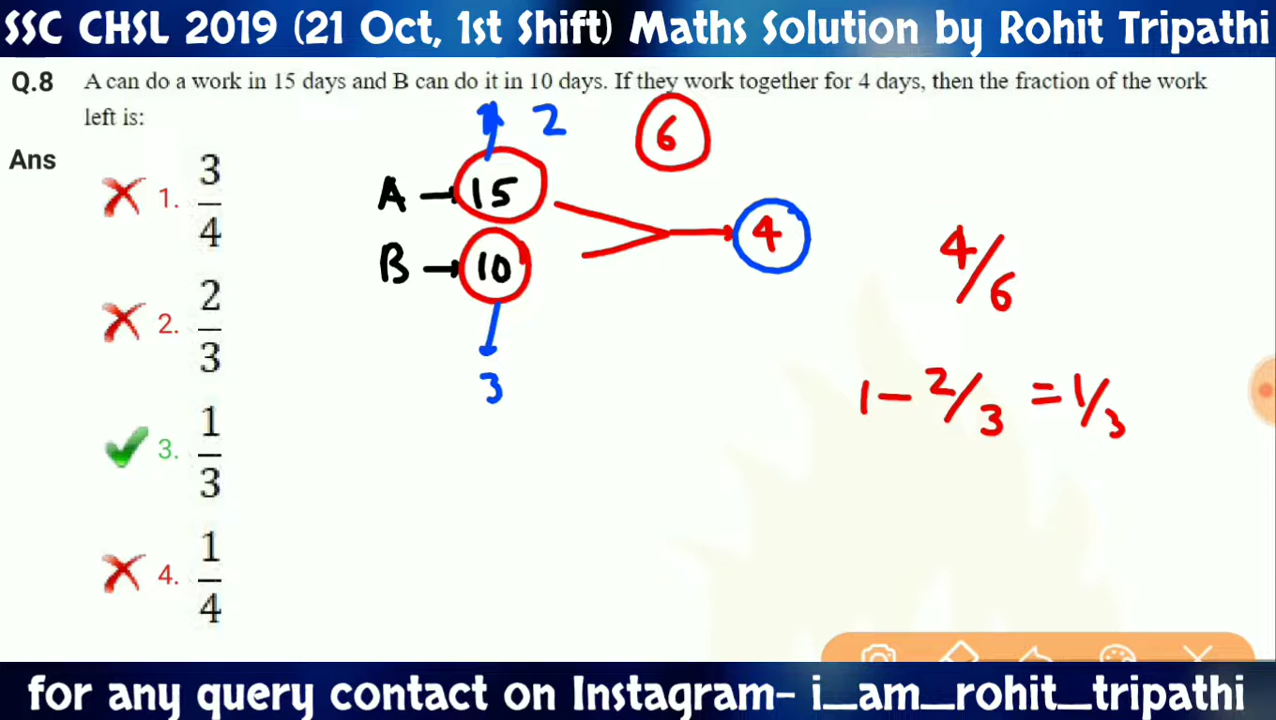 SSC CHSL 2019 (21 Oct, 1st Shift) Maths Solution by Rohit Tripathi
Q.8 A can do a work in 15 days and B can do it in 10 days. If they work together for 4 days, then the fraction of the work
left is:
2
6
Ans
1. 3/4
A → 15
4
B → 10
4/6
2. 2/3
3
1 - 2/3 = 1/3
3. 1/3
4. 1/4
for any query contact on Instagram- i_am_rohit_tripathi